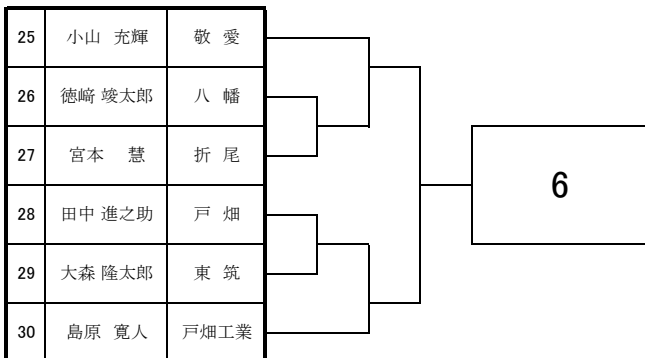 25 小山 充輝 敬 愛
26 徳﨑 竣太郎 八 幡
27 宮本 慧 折 尾
28 田中 進之助 戸 畑
29 大森 隆太郎 東 筑
30 島原 寛人 戸畑工業
6